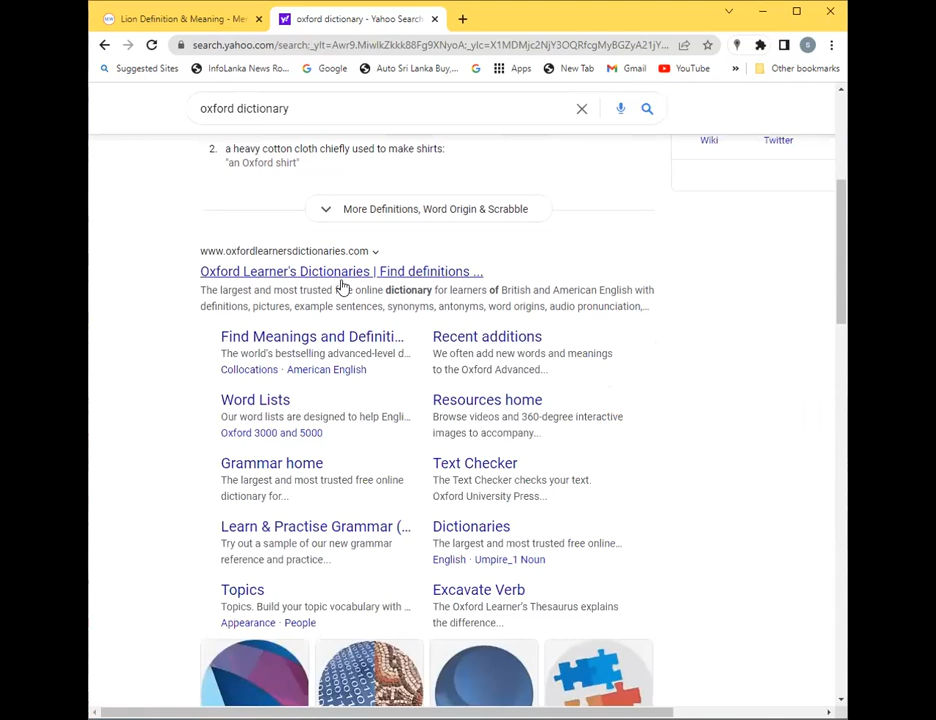 Lion Definition & Meaning - Me
oxford dictionary - Yahoo Search
search.yahoo.com/search;_ylt=
Suggested Sites
InfoLanka News Ro...
Google
Auto Sri Lanka Buy,...
Apps
New Tab
Gmail
YouTube
»
Other bookmarks
oxford dictionary
Wiki
Twitter
2. a heavy cotton cloth chiefly used to make shirts:
"an Oxford shirt"
More Definitions, Word Origin & Scrabble
www.oxfordlearnersdictionaries.com
Oxford Learner's Dictionaries | Find definitions ...
The largest and most trusted online dictionary for learners of British and American English with
definitions, pictures, example sentences, synonyms, antonyms, word origins, audio pronunciation,...
Find Meanings and Definiti...
The world's bestselling advanced-level d...
Collocations · American English
Recent additions
We often add new words and meanings
to the Oxford Advanced...
Word Lists
Our word lists are designed to help Engli...
Oxford 3000 and 5000
Resources home
Browse videos and 360-degree interactive
images to accompany...
Grammar home
The largest and most trusted free online
dictionary for...
Text Checker
The Text Checker checks your text.
Oxford University Press...
Learn & Practise Grammar (...
Try out a sample of our new grammar
reference and practice...
Dictionaries
The largest and most trusted free online...
English · Umpire_1 Noun
Topics
Topics. Build your topic vocabulary with ...
Appearance · People
Excavate Verb
The Oxford Learner's Thesaurus explains
the difference...